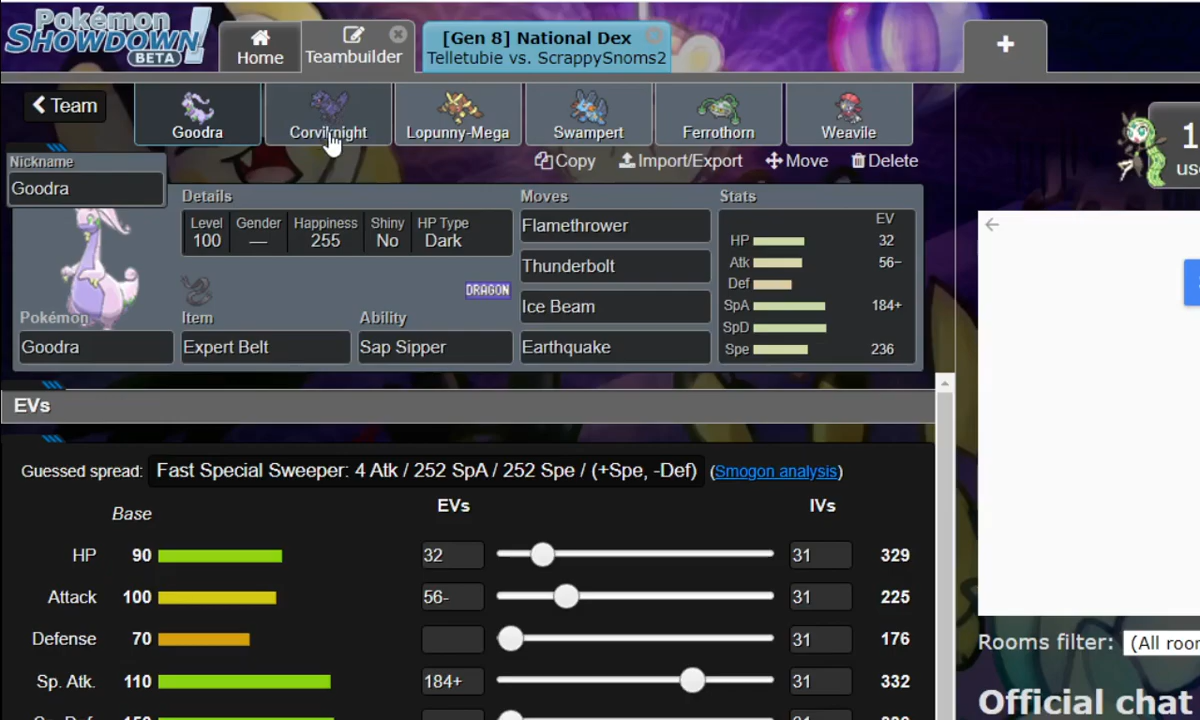 Pokémon
SHOWDOWN!
BETA
Home
Teambuilder
[Gen 8] National Dex
Telletubie vs. ScrappySnoms2
+
Team
Goodra
Corviknight
Lopunny-Mega
Swampert
Ferrothorn
Weavile
1
Copy
Import/Export
Move
Delete
Nickname
Goodra
Details
Level
Gender
Happiness
Shiny
HP Type
100
—
255
No
Dark
DRAGON
Pokémon
Item
Ability
Goodra
Expert Belt
Sap Sipper
Moves
Flamethrower
Thunderbolt
Ice Beam
Earthquake
Stats
EV
HP 32
Atk 56−
Def
SpA 184+
SpD
Spe 236
EVs
Guessed spread: Fast Special Sweeper: 4 Atk / 252 SpA / 252 Spe / (+Spe, -Def) (Smogon analysis)
Base EVs IVs
HP 90 32 31 329
Attack 100 56- 31 225
Defense 70 31 176
Sp. Atk. 110 184+ 31 332
Rooms filter: (All
Official chat